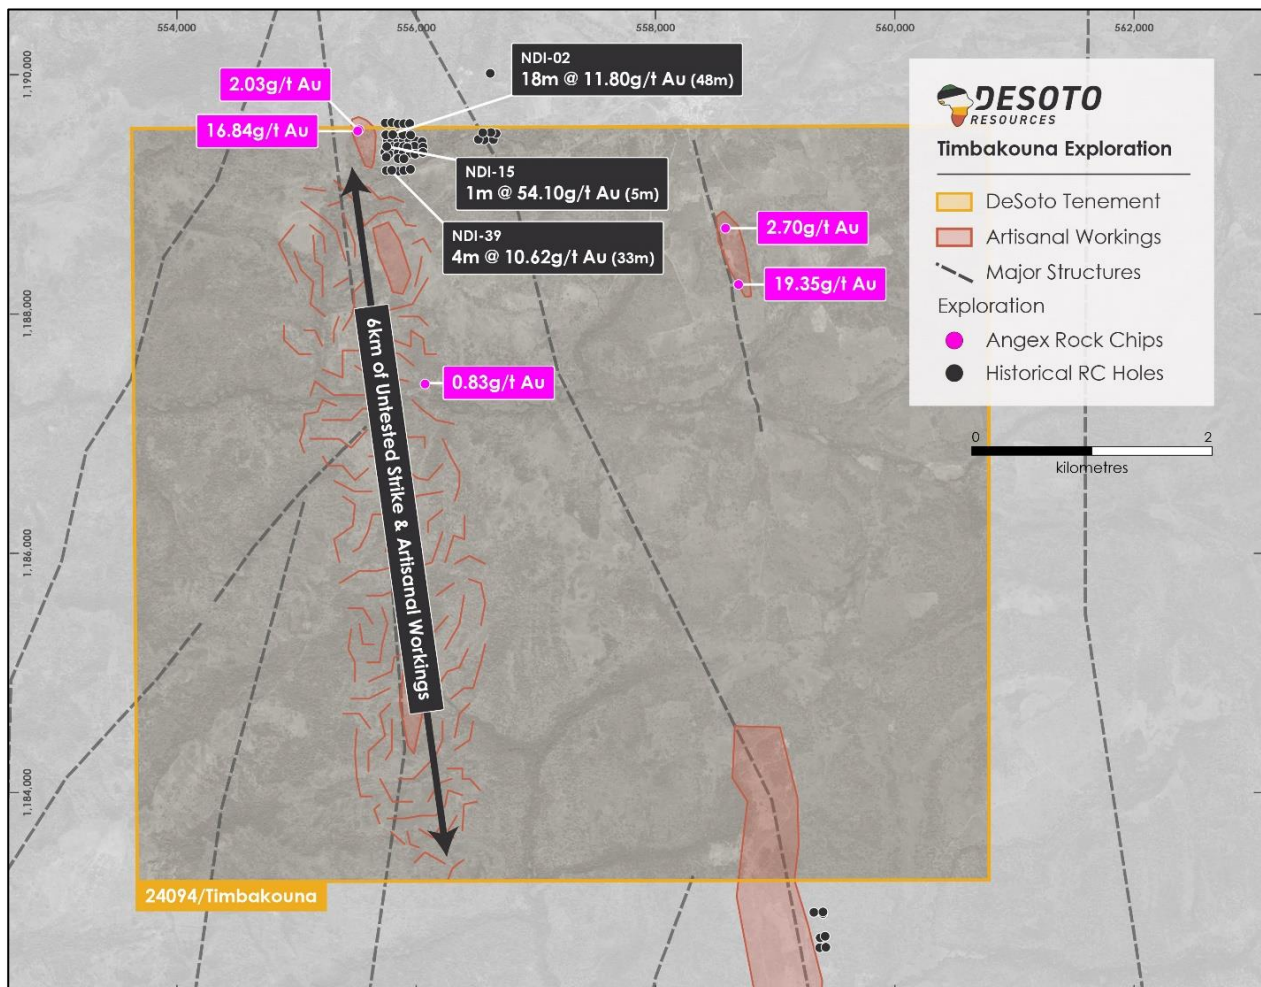 554,000
556,000
558,000
560,000
562,000
1,190,000
1,188,000
1,186,000
1,184,000
NDI-02
18m @ 11.80g/t Au (48m)
2.03g/t Au
16.84g/t Au
NDI-15
1m @ 54.10g/t Au (5m)
NDI-39
4m @ 10.62g/t Au (33m)
2.70g/t Au
19.35g/t Au
0.83g/t Au
6km of Untested Strike & Artisanal Workings
24094/Timbakouna
DESOTO
RESOURCES
Timbakouna Exploration
DeSoto Tenement
Artisanal Workings
Major Structures
Exploration
Angex Rock Chips
Historical RC Holes
0
2
kilometres